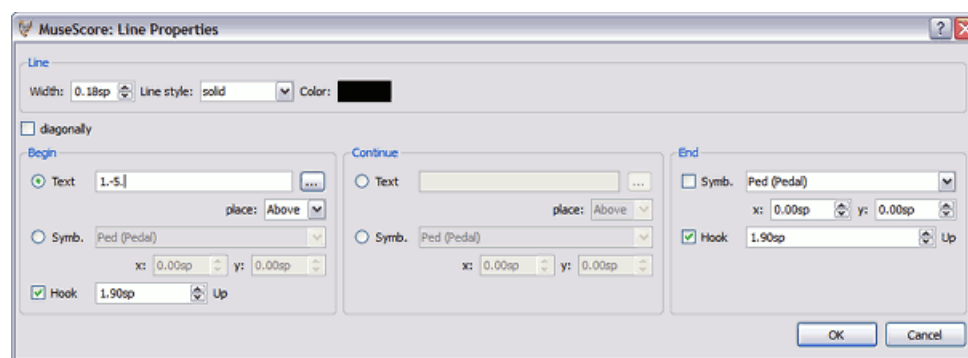 MuseScore: Line Properties
Line
Width: 0.18sp Line style: solid Color:
diagonally
Begin
Text 1.-5.
...
place: Above
Symb. Ped (Pedal)
x: 0.00sp y: 0.00sp
Hook 1.90sp Up
Continue
Text
...
place: Above
Symb. Ped (Pedal)
x: 0.00sp y: 0.00sp
End
Symb. Ped (Pedal)
x: 0.00sp y: 0.00sp
Hook 1.90sp Up
OK Cancel